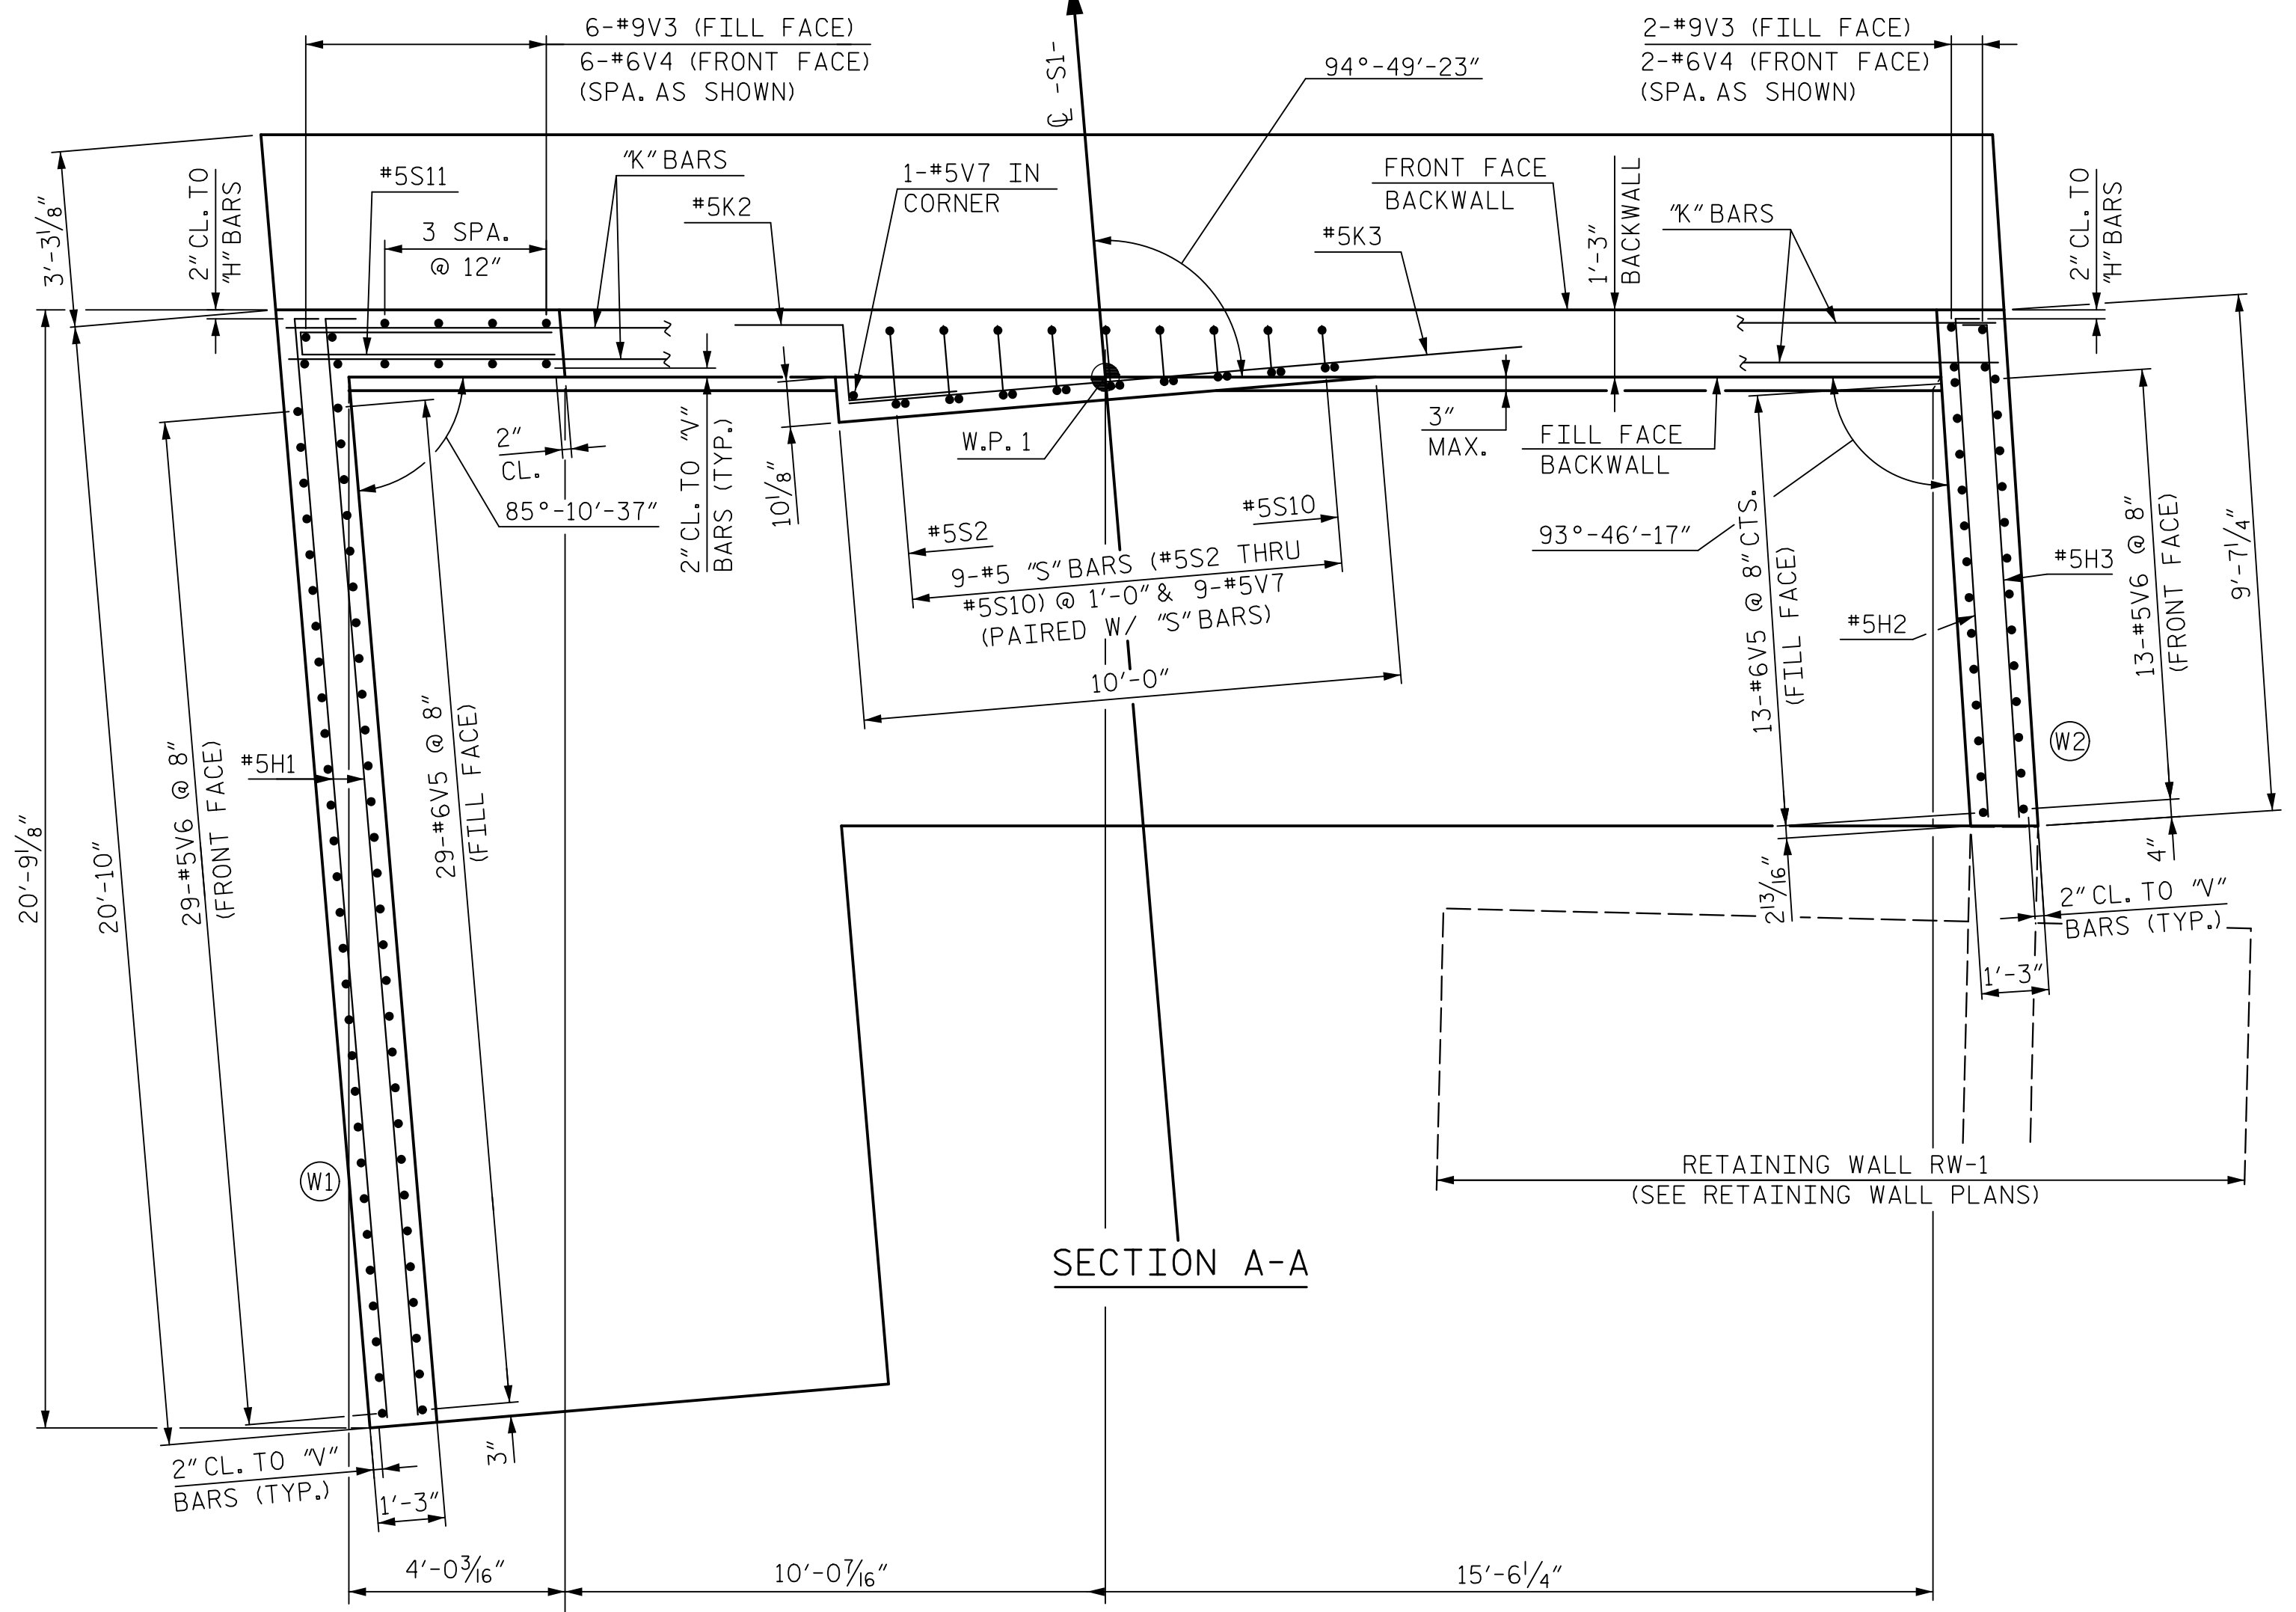 6-#9V3 (FILL FACE)
6-#6V4 (FRONT FACE)
(SPA. AS SHOWN)
℄ -S1-
94°-49'-23"
2-#9V3 (FILL FACE)
2-#6V4 (FRONT FACE)
(SPA. AS SHOWN)
3'-3 1/8"
2" CL. TO
"H" BARS
#5S11
"K" BARS
#5K2
3 SPA.
@ 12"
1-#5V7 IN
CORNER
#5K3
FRONT FACE
BACKWALL
1'-3"
BACKWALL
"K" BARS
2" CL. TO
"H" BARS
2"
CL.
85°-10'-37"
2" CL. TO "V"
BARS (TYP.)
10 1/8"
W.P. 1
3"
MAX.
FILL FACE
BACKWALL
93°-46'-17"
#5S2
#5S10
9-#5 "S" BARS (#5S2 THRU
#5S10) @ 1'-0" & 9-#5V7
(PAIRED W/ "S" BARS)
10'-0"
13-#6V5 @ 8" CTS.
(FILL FACE)
#5H2
#5H3
13-#5V6 @ 8"
(FRONT FACE)
9'-7 1/4"
W2
20'-9 1/8"
20'-10"
29-#5V6 @ 8"
(FRONT FACE)
#5H1
29-#6V5 @ 8"
(FILL FACE)
2 13/16"
4"
2" CL. TO "V"
BARS (TYP.)
1'-3"
W1
RETAINING WALL RW-1
(SEE RETAINING WALL PLANS)
SECTION A-A
2" CL. TO "V"
BARS (TYP.)
1'-3"
3"
4'-0 3/16"
10'-0 7/16"
15'-6 1/4"